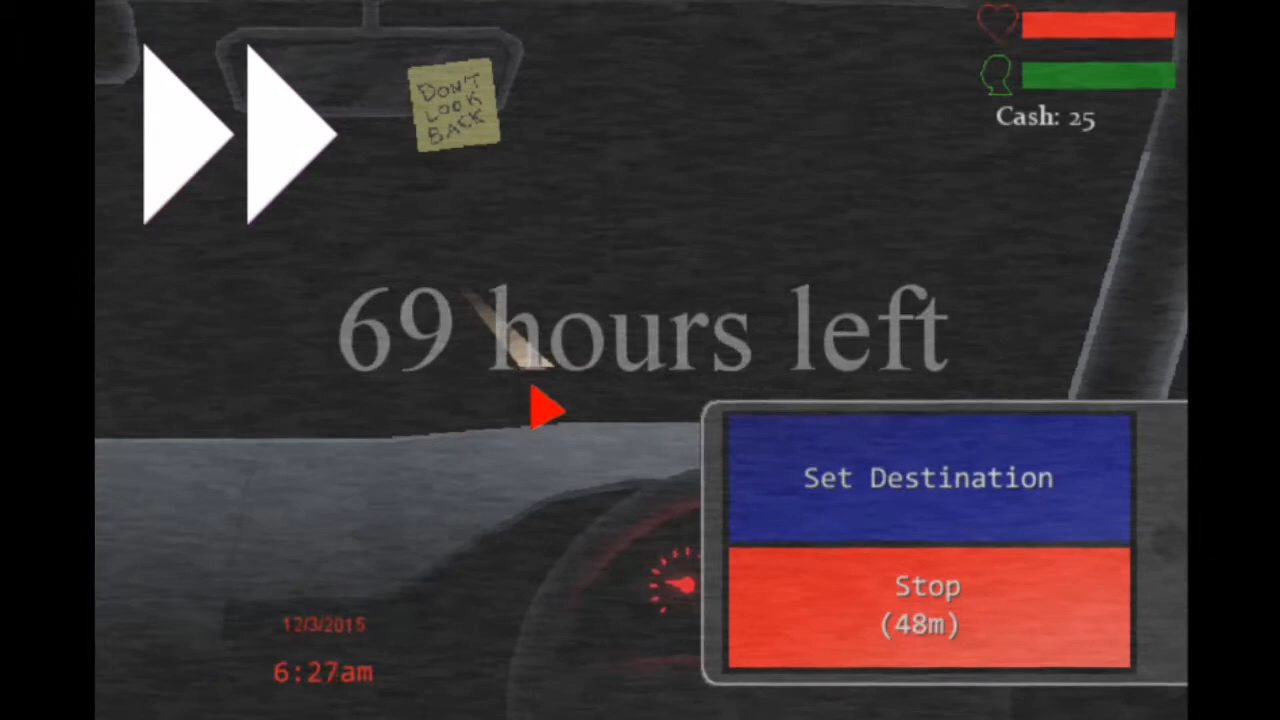 DON'T
LOOK
BACK
Cash: 25
69 hours left
Set Destination
Stop
(48m)
12/3/2015
6:27am